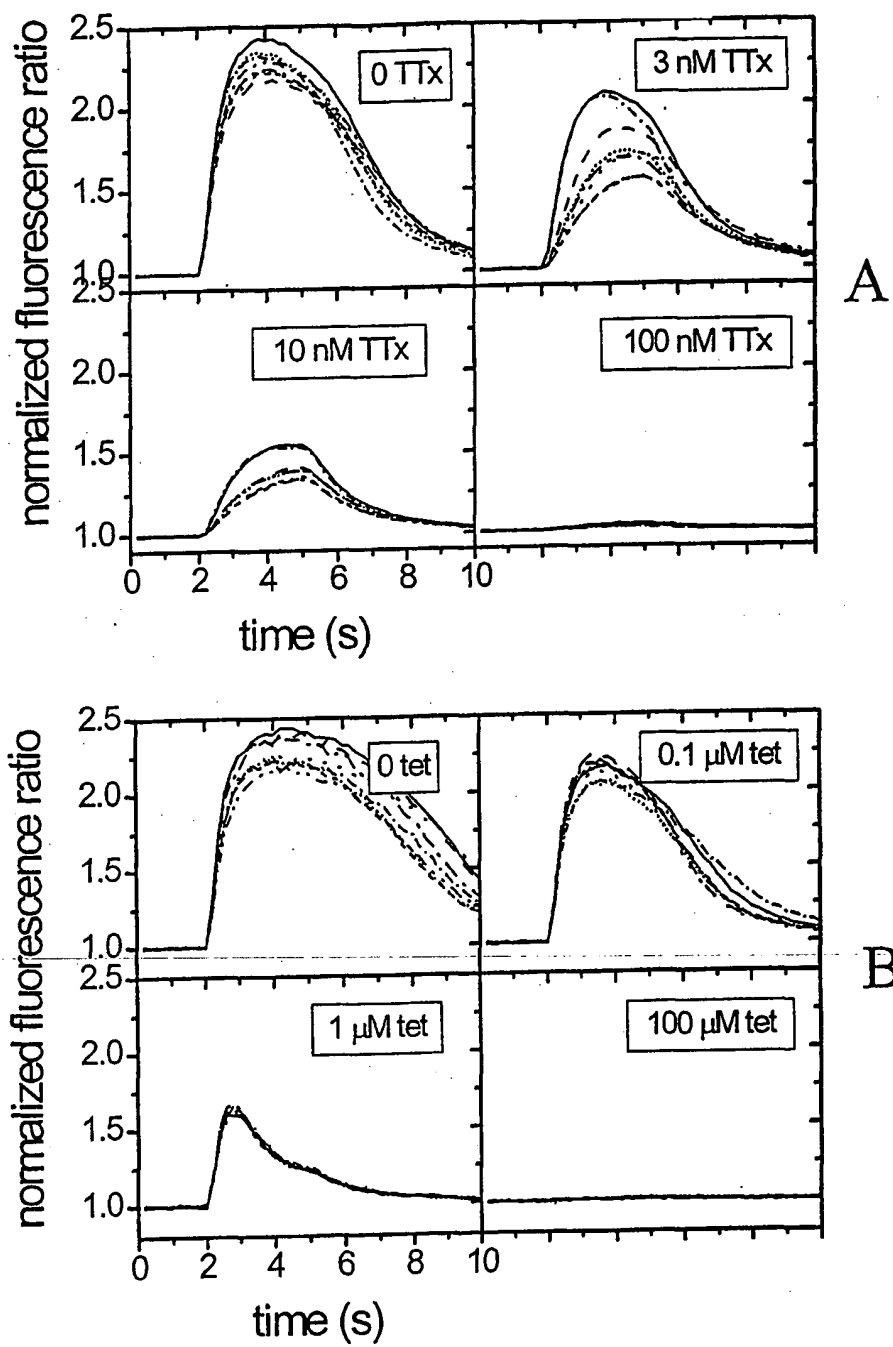 normalized fluorescence ratio
2.5
2.0
1.5
1.0
0 TTx
3 nM TTx
A
2.5
2.0
1.5
1.0
10 nM TTx
100 nM TTx
0 2 4 6 8 10
time (s)
normalized fluorescence ratio
2.5
2.0
1.5
1.0
0 tet
0.1 µM tet
B
2.5
2.0
1.5
1.0
1 µM tet
100 µM tet
0 2 4 6 8 10
time (s)